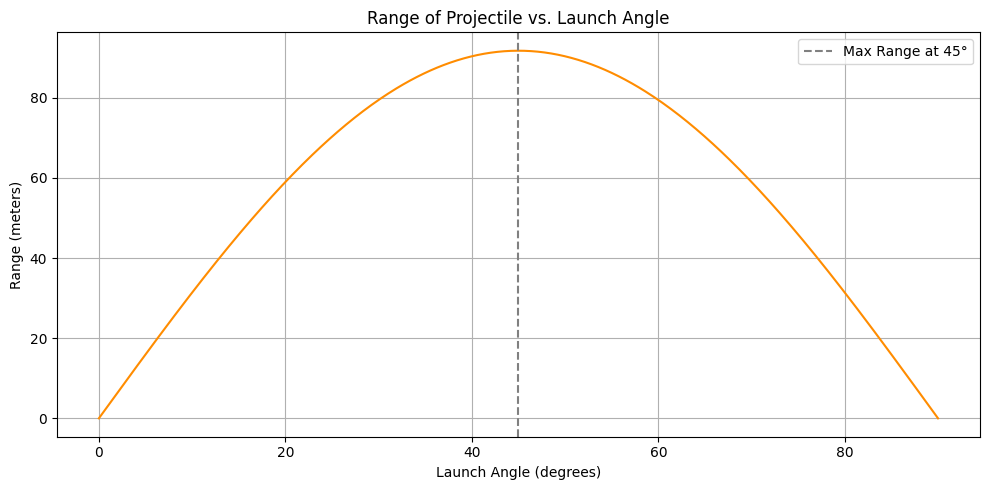 Range of Projectile vs. Launch Angle
Max Range at 45°
Range (meters)
80
60
40
20
0
0 20 40 60 80
Launch Angle (degrees)